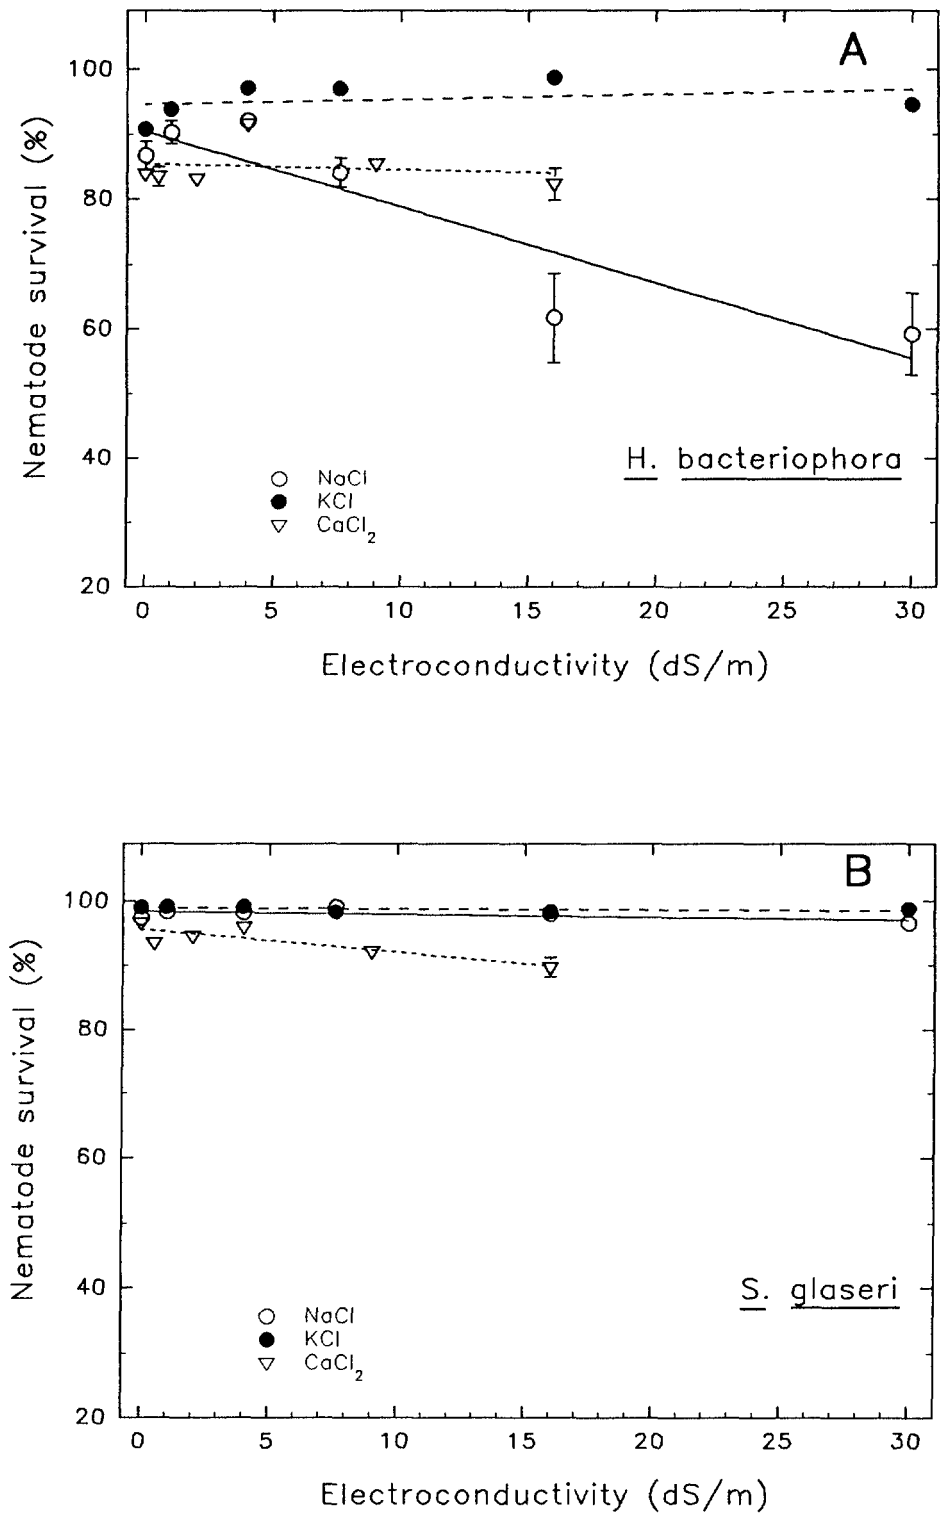 A
100
80
60
40
20
Nematode survival (%)
H. bacteriophora
NaCl
KCl
CaCl2
0 5 10 15 20 25 30
Electroconductivity (dS/m)
B
100
80
60
40
20
Nematode survival (%)
S. glaseri
NaCl
KCl
CaCl2
0 5 10 15 20 25 30
Electroconductivity (dS/m)